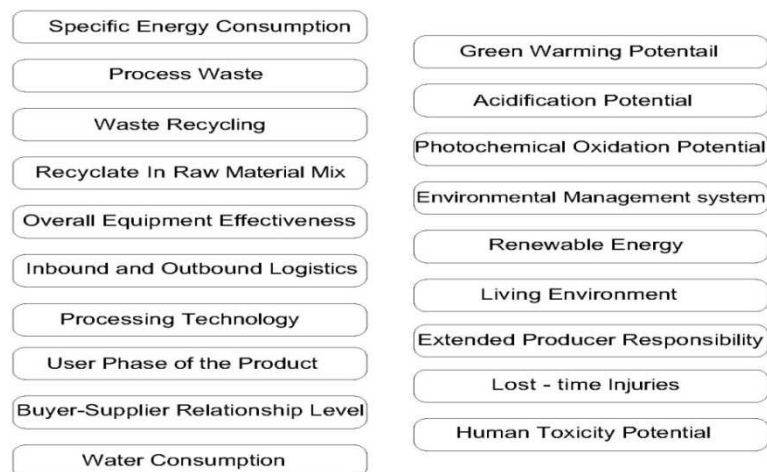 Specific Energy Consumption
Process Waste
Waste Recycling
Recyclate In Raw Material Mix
Overall Equipment Effectiveness
Inbound and Outbound Logistics
Processing Technology
User Phase of the Product
Buyer-Supplier Relationship Level
Water Consumption
Green Warming Potentail
Acidification Potential
Photochemical Oxidation Potential
Environmental Management system
Renewable Energy
Living Environment
Extended Producer Responsibility
Lost - time Injuries
Human Toxicity Potential